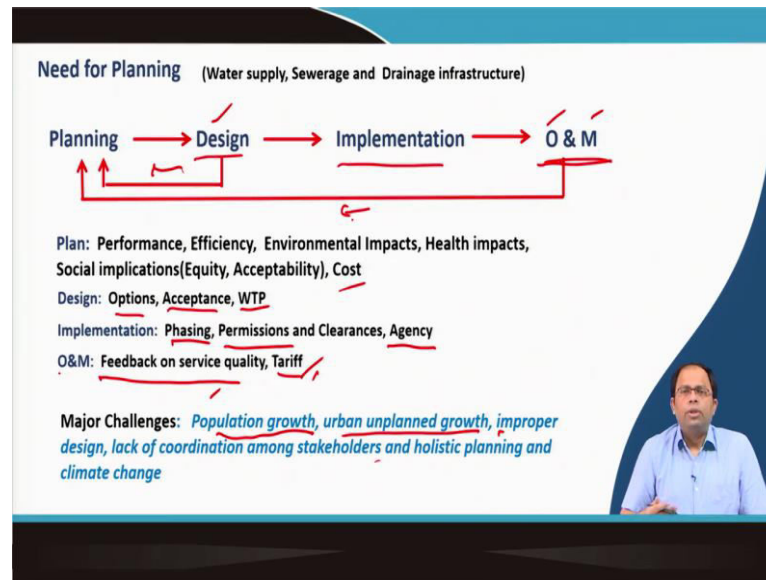 Need for Planning (Water supply, Sewerage and Drainage infrastructure)
Planning Design Implementation O & M
Plan: Performance, Efficiency, Environmental Impacts, Health impacts,
Social implications(Equity, Acceptability), Cost
Design: Options, Acceptance, WTP
Implementation: Phasing, Permissions and Clearances, Agency
O&M: Feedback on service quality, Tariff
Major Challenges: Population growth, urban unplanned growth, improper
design, lack of coordination among stakeholders and holistic planning and
climate change